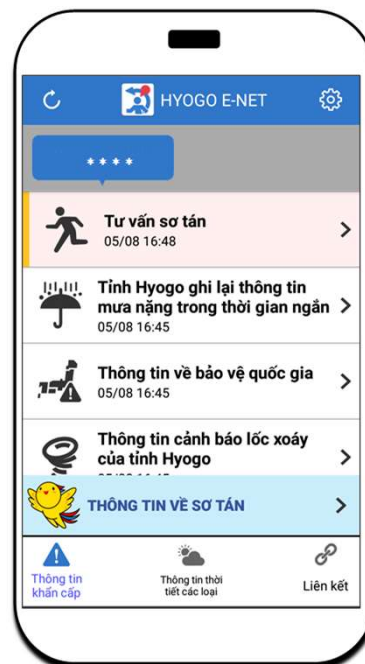 HYOGO E-NET
****
Tư vấn sơ tán
05/08 16:48
Tỉnh Hyogo ghi lại thông tin
mưa nặng trong thời gian ngắn
05/08 16:45
Thông tin về bảo vệ quốc gia
05/08 16:45
Thông tin cảnh báo lốc xoáy
của tỉnh Hyogo
THÔNG TIN VỀ SƠ TÁN
Thông tin
khẩn cấp
Thông tin thời
tiết các loại
Liên kết